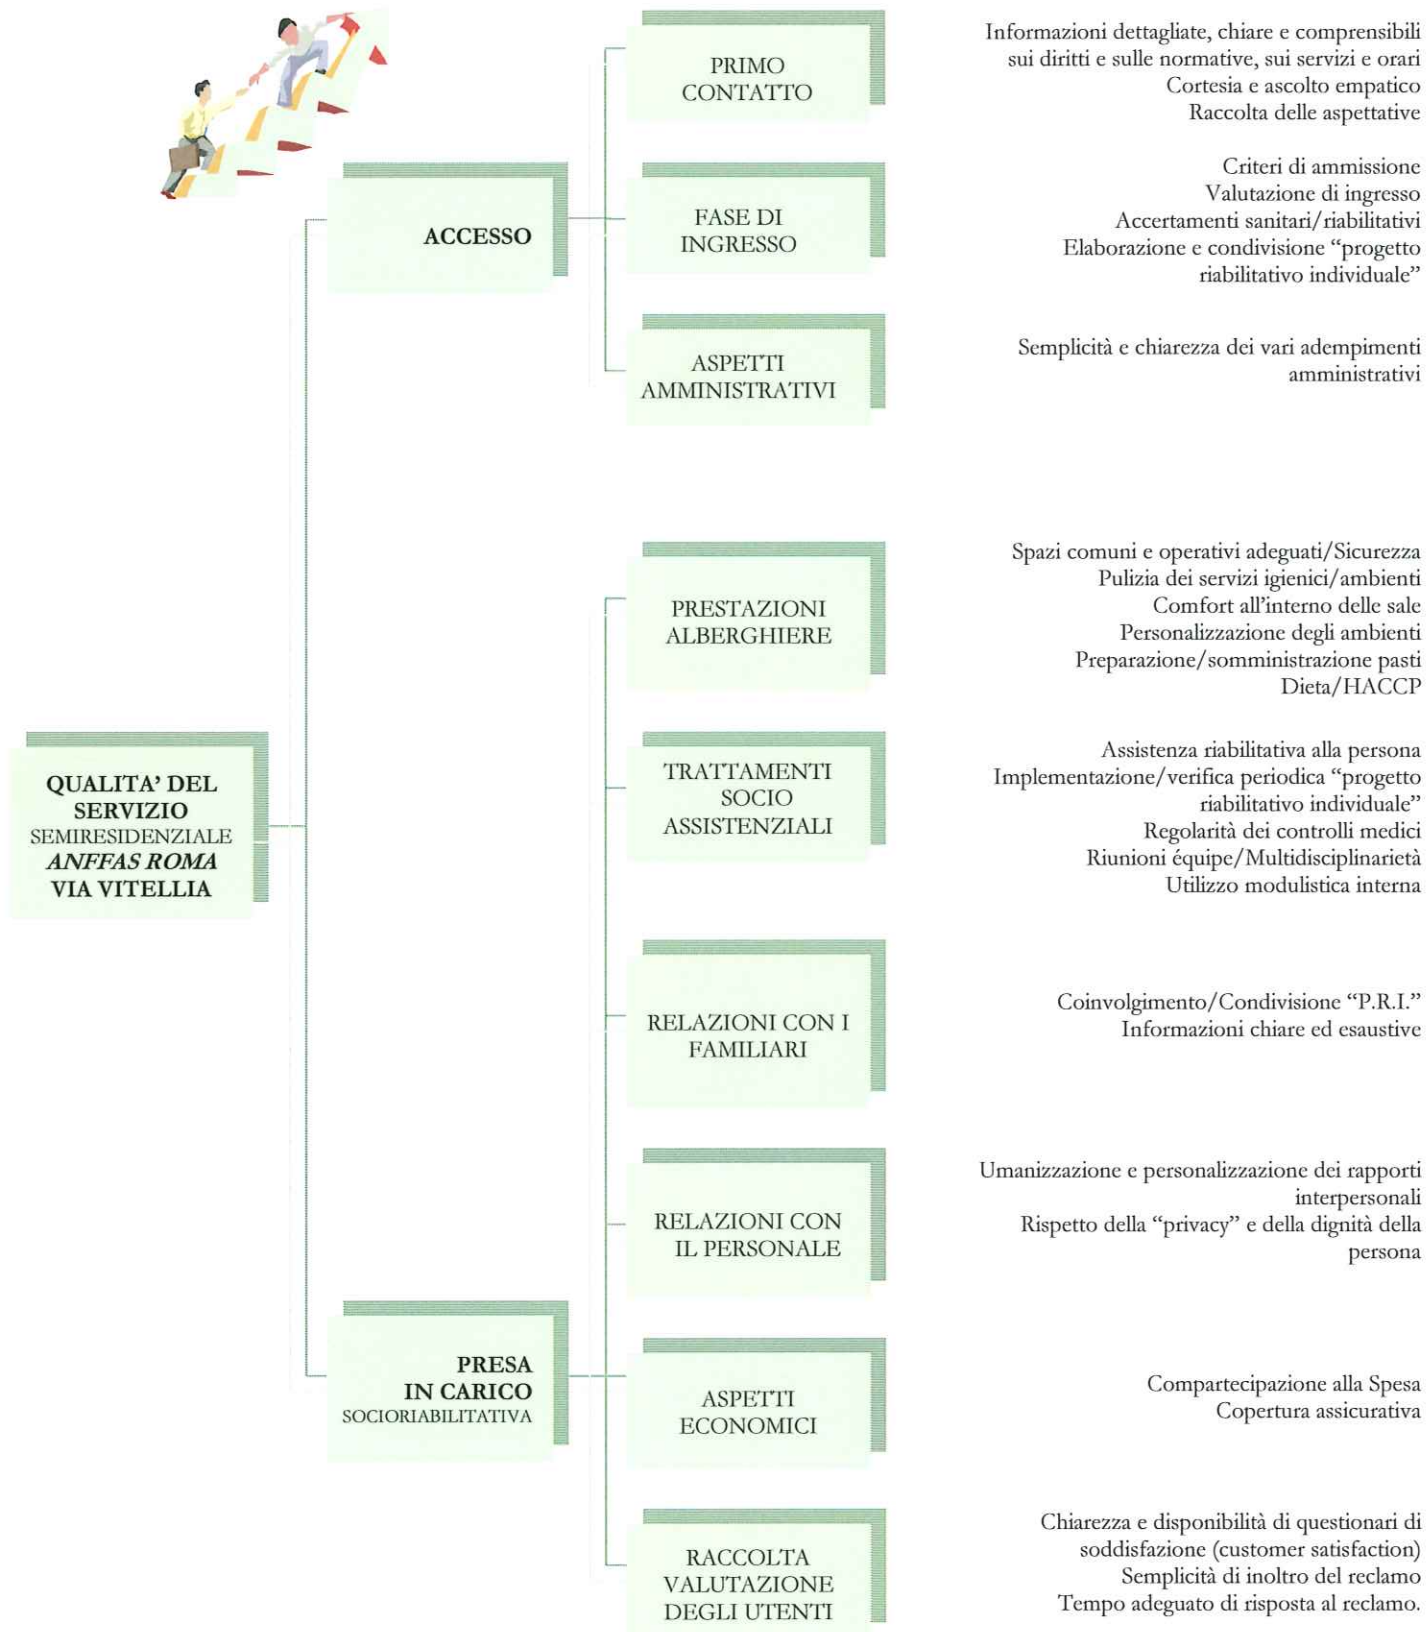 PRIMO
CONTATTO
Informazioni dettagliate, chiare e comprensibili
sui diritti e sulle normative, sui servizi e orari
Cortesia e ascolto empatico
Raccolta delle aspettative
ACCESSO
FASE DI
INGRESSO
Criteri di ammissione
Valutazione di ingresso
Accertamenti sanitari/riabilitativi
Elaborazione e condivisione “progetto
riabilitativo individuale”
ASPETTI
AMMINISTRATIVI
Semplicità e chiarezza dei vari adempimenti
amministrativi
PRESTAZIONI
ALBERGHIERE
Spazi comuni e operativi adeguati/Sicurezza
Pulizia dei servizi igienici/ambienti
Comfort all’interno delle sale
Personalizzazione degli ambienti
Preparazione/somministrazione pasti
Dieta/HACCP
QUALITA’ DEL
SERVIZIO
SEMIRESIDENZIALE
ANFFAS ROMA
VIA VITELLIA
TRATTAMENTI
SOCIO
ASSISTENZIALI
Assistenza riabilitativa alla persona
Implementazione/verifica periodica “progetto
riabilitativo individuale”
Regolarità dei controlli medici
Riunioni équipe/Multidisciplinarietà
Utilizzo modulistica interna
RELAZIONI CON I
FAMILIARI
Coinvolgimento/Condivisione “P.R.I.”
Informazioni chiare ed esaustive
RELAZIONI CON
IL PERSONALE
Umanizzazione e personalizzazione dei rapporti
interpersonali
Rispetto della “privacy” e della dignità della
persona
PRESA
IN CARICO
SOCIORIABILITATIVA
ASPETTI
ECONOMICI
Compartecipazione alla Spesa
Copertura assicurativa
RACCOLTA
VALUTAZIONE
DEGLI UTENTI
Chiarezza e disponibilità di questionari di
soddisfazione (customer satisfaction)
Semplicità di inoltro del reclamo
Tempo adeguato di risposta al reclamo.